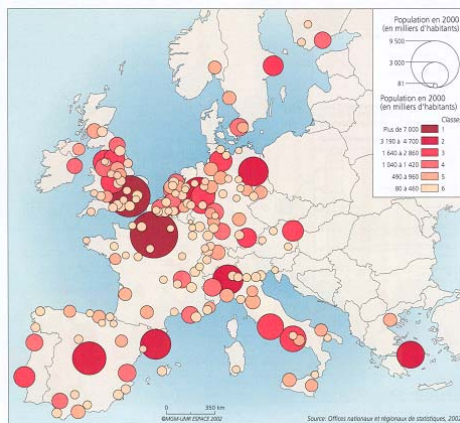 Population en 2000
(en milliers d'habitants)
9 500
3 000
81
Population en 2000
(en milliers d'habitants)
Classe
Plus de 7 000 1
3 190 à 4 700 2
1 640 à 2 860 3
1 040 à 1 420 4
490 à 960 5
80 à 460 6
0 350 km
©MGM-UMR ESPACE 2002
Source: Offices nationaux et régionaux de statistiques, 2002